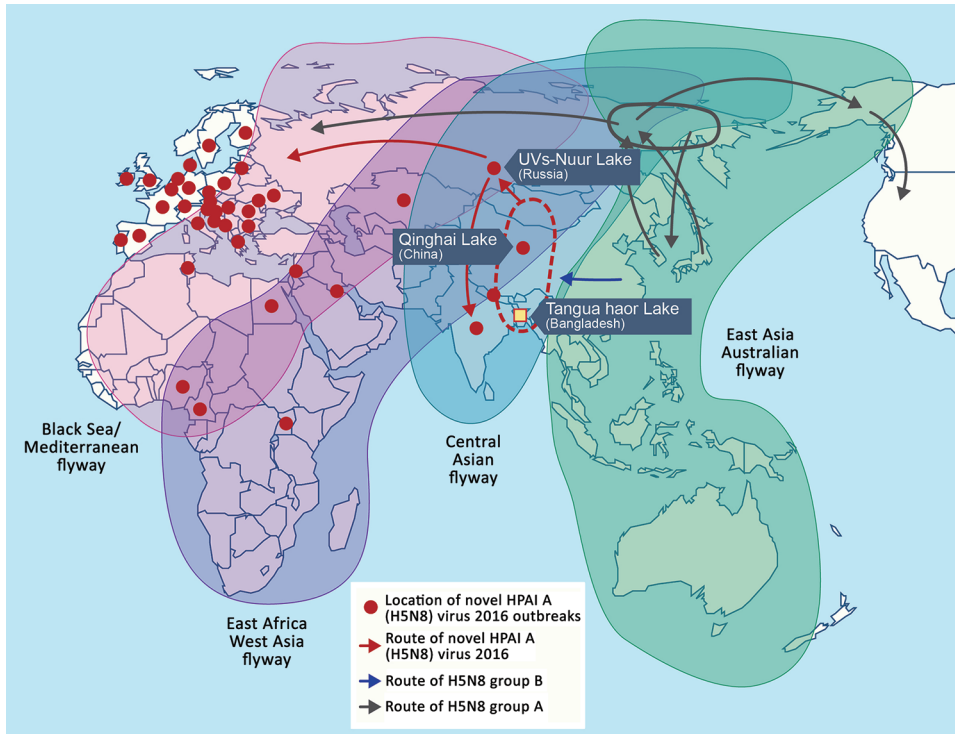 UVs-Nuur Lake
(Russia)
Qinghai Lake
(China)
Tangua haor Lake
(Bangladesh)
East Asia
Australian
flyway
Black Sea/
Mediterranean
flyway
Central
Asian
flyway
East Africa
West Asia
flyway
Location of novel HPAI A
(H5N8) virus 2016 outbreaks
Route of novel HPAI A
(H5N8) virus 2016
Route of H5N8 group B
Route of H5N8 group A